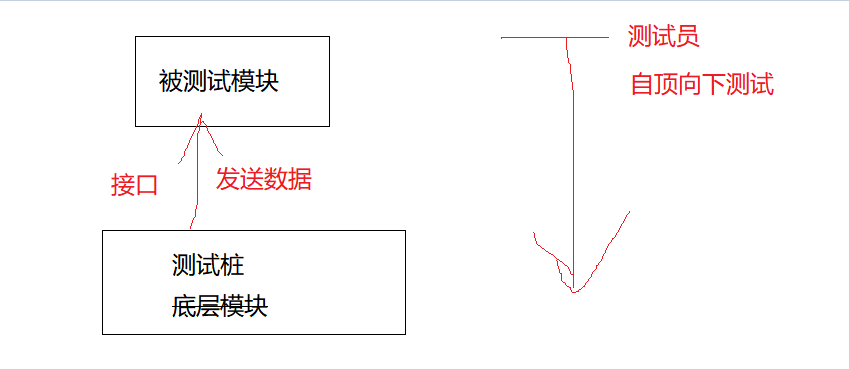 测试员
被测试模块
自顶向下测试
接口
发送数据
测试桩
底层模块